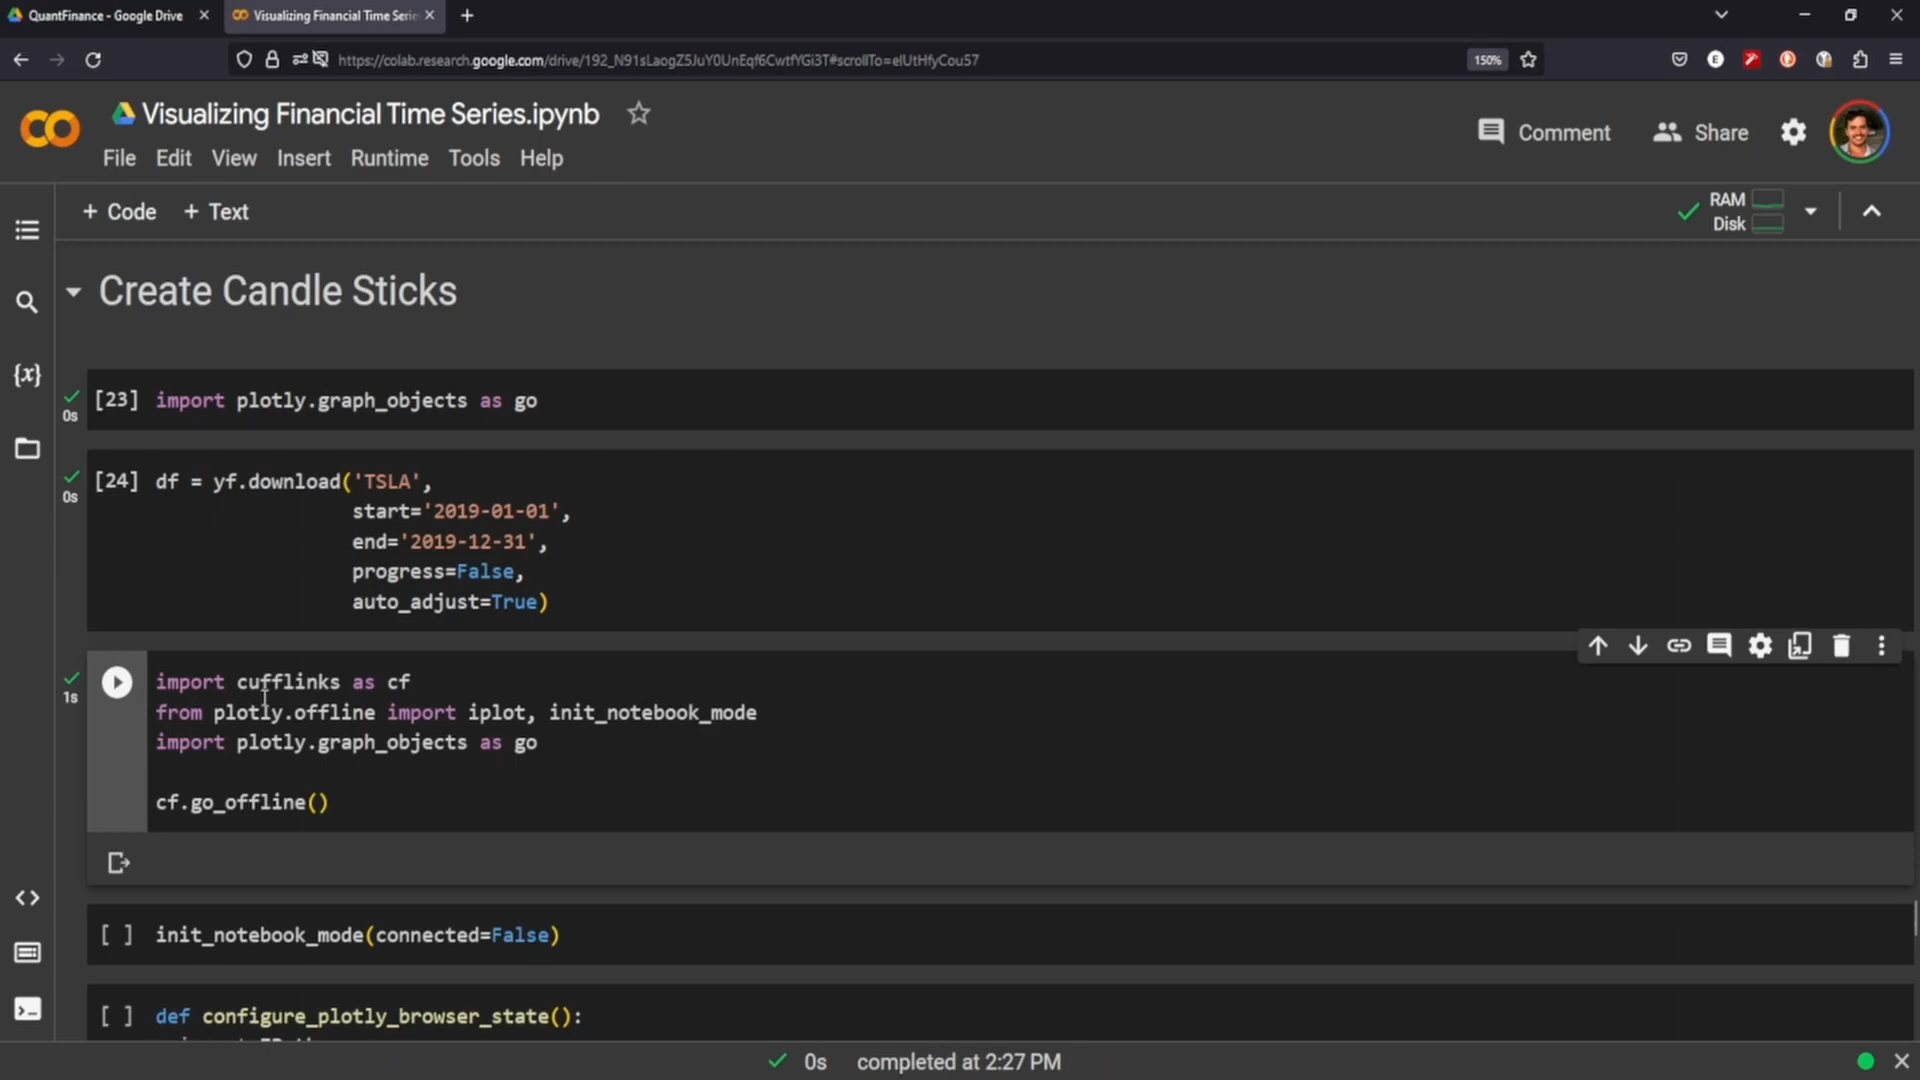 QuantFinance - Google Drive
Visualizing Financial Time Serie
https://colab.research.google.com/drive/192_N91sLaogZ5JuY0UnEqf6CwtfYGi3T#scrollTo=elUtHfyCou57
150%
Visualizing Financial Time Series.ipynb
Comment
Share
File Edit View Insert Runtime Tools Help
+ Code + Text
RAM
Disk
Create Candle Sticks
{x}
0s
[23] import plotly.graph_objects as go
0s
[24] df = yf.download('TSLA',
start='2019-01-01',
end='2019-12-31',
progress=False,
auto_adjust=True)
1s
import cufflinks as cf
from plotly.offline import iplot, init_notebook_mode
import plotly.graph_objects as go
cf.go_offline()
[ ] init_notebook_mode(connected=False)
[ ] def configure_plotly_browser_state():
0s completed at 2:27 PM